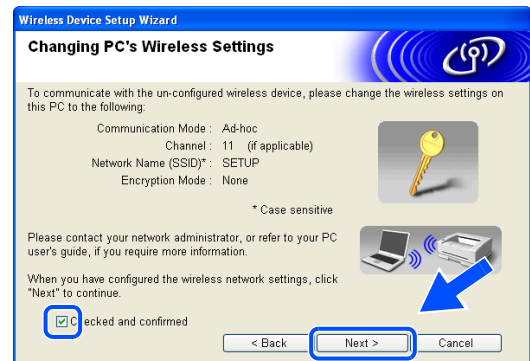 Wireless Device Setup Wizard
Changing PC's Wireless Settings
To communicate with the un-configured wireless device, please change the wireless settings on
this PC to the following:
Communication Mode : Ad-hoc
Channel : 11 (if applicable)
Network Name (SSID)* : SETUP
Encryption Mode : None
* Case sensitive
Please contact your network administrator, or refer to your PC
user's guide, if you require more information.
When you have configured the wireless network settings, click
"Next" to continue.
Checked and confirmed
< Back Next > Cancel